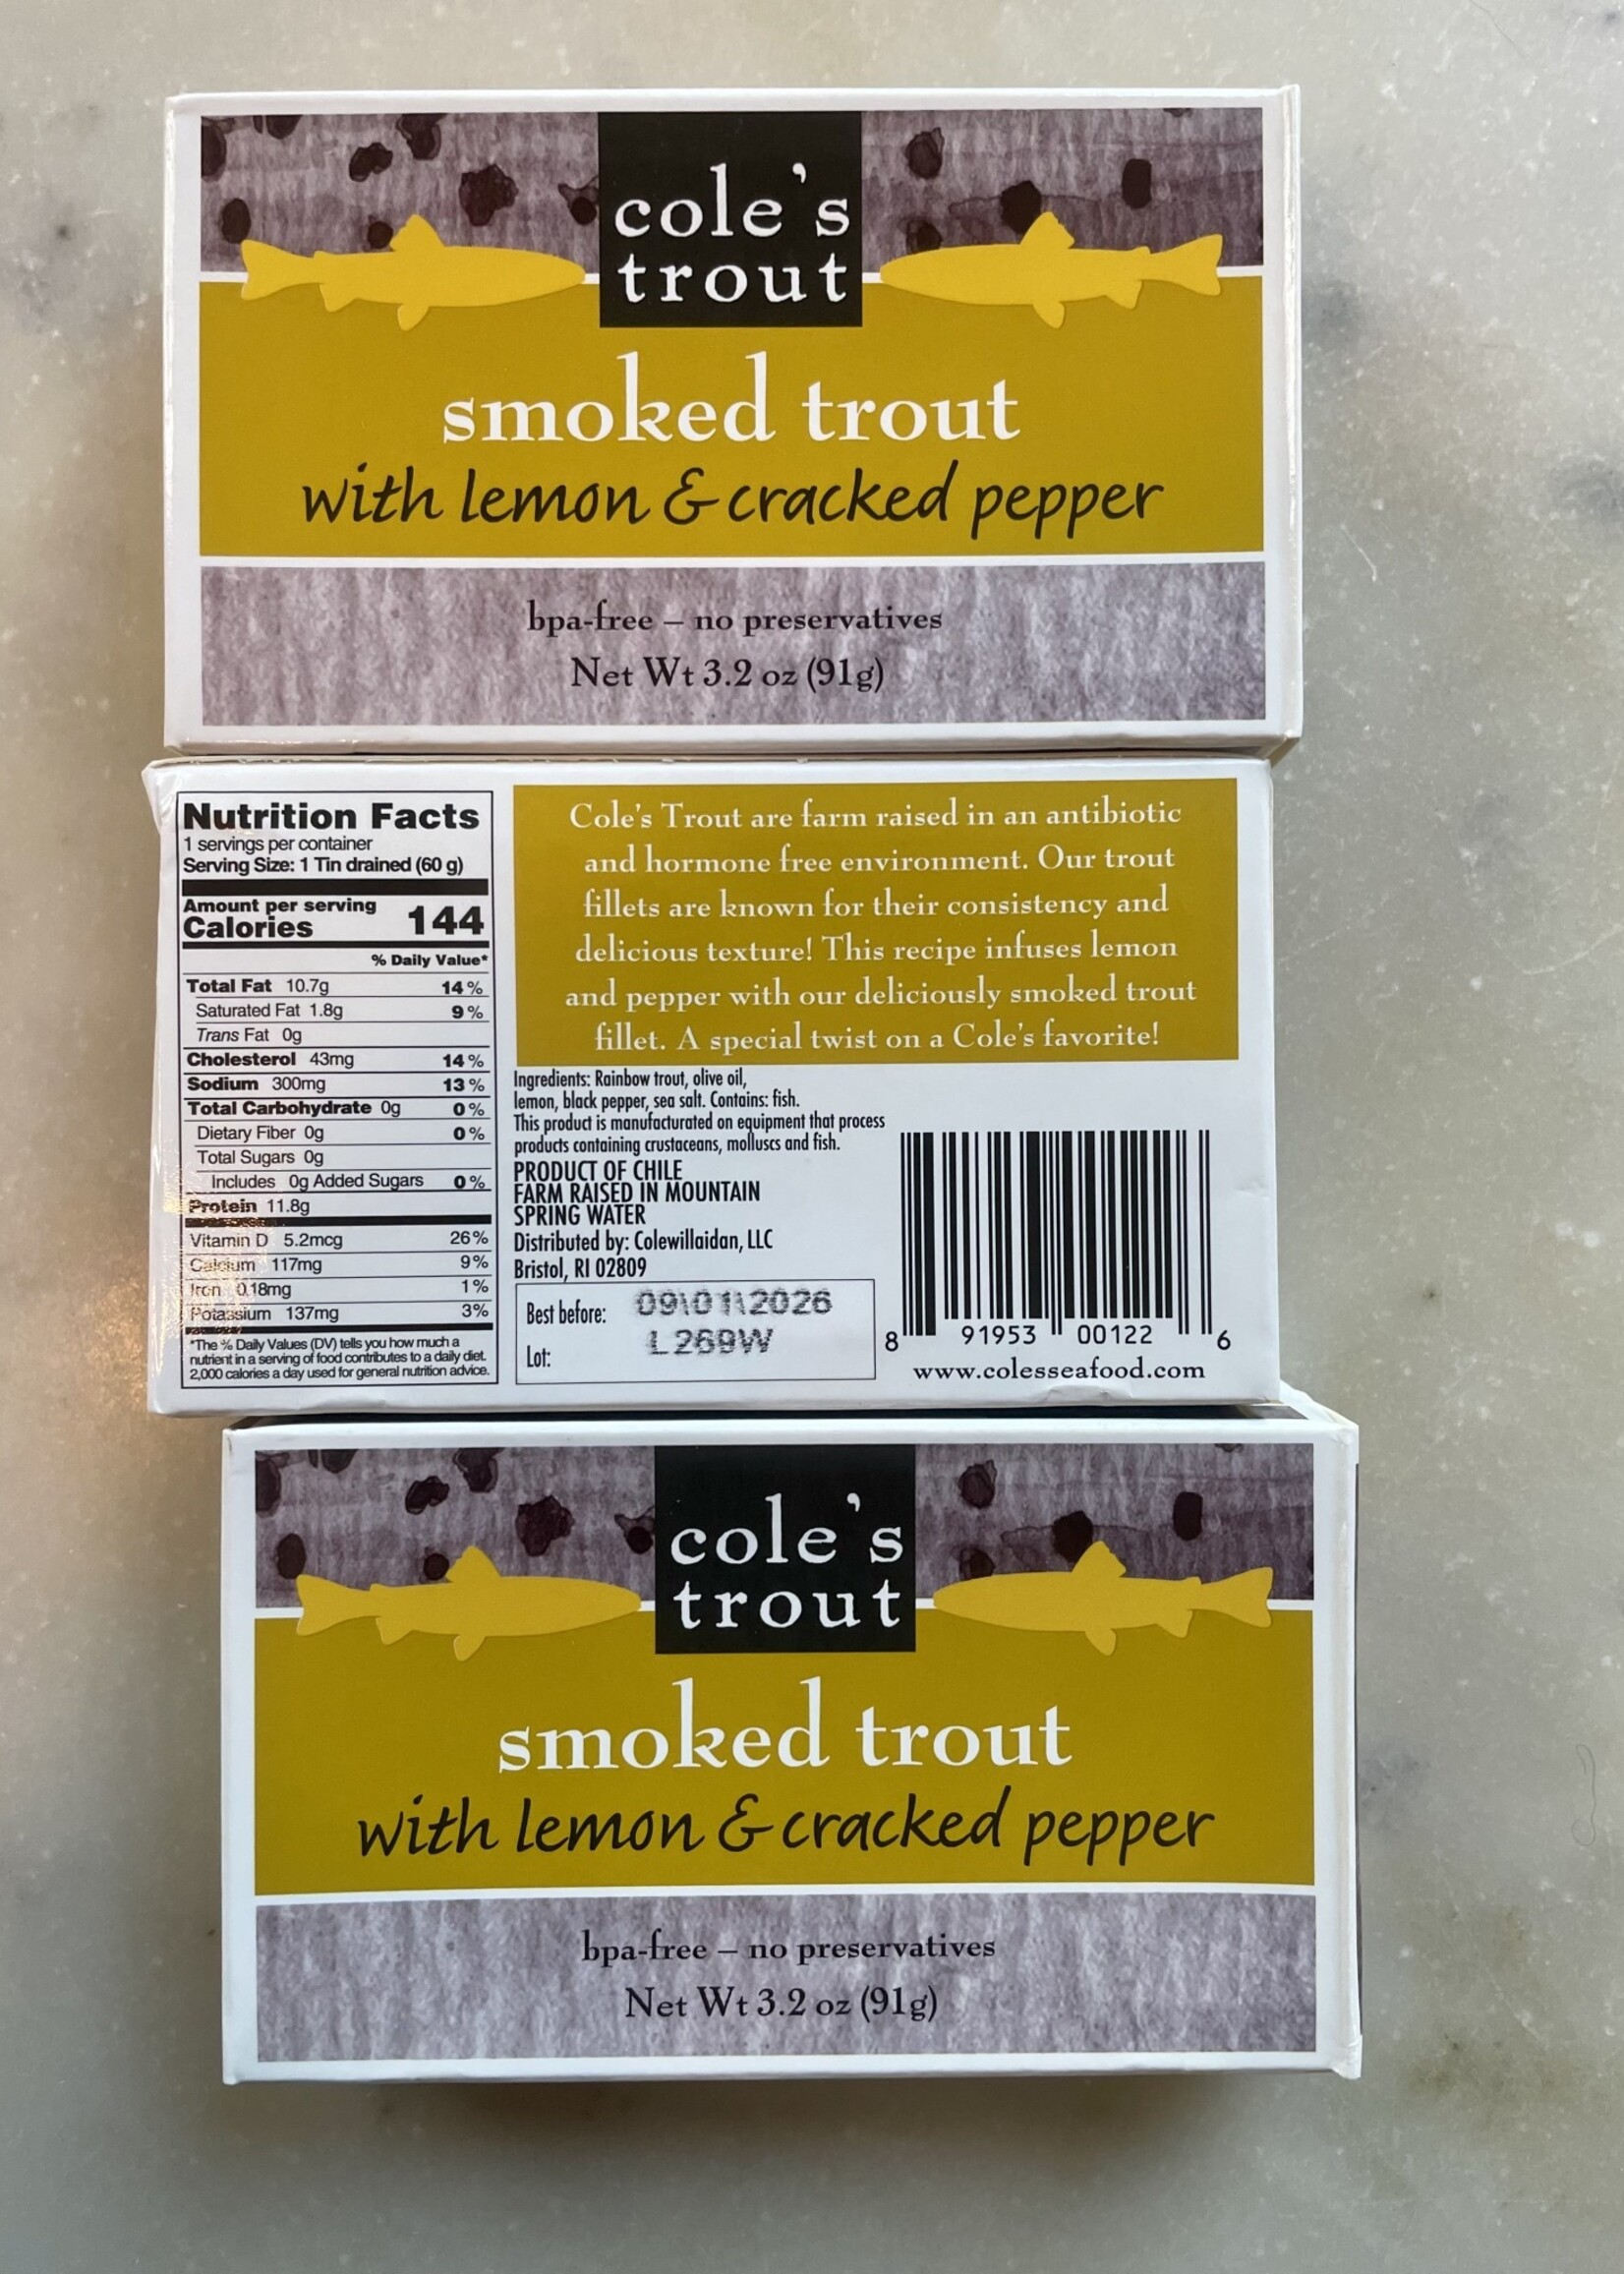 cole's
trout
smoked trout
with lemon & cracked pepper
bpa-free – no preservatives
Net Wt 3.2 oz (91g)
Nutrition Facts
1 servings per container
Serving Size: 1 Tin drained (60 g)
Amount per serving
Calories 144
% Daily Value*
Total Fat 10.7g 14%
Saturated Fat 1.8g 9%
Trans Fat 0g
Cholesterol 43mg 14%
Sodium 300mg 13%
Total Carbohydrate 0g 0%
Dietary Fiber 0g 0%
Total Sugars 0g
Includes 0g Added Sugars 0%
Protein 11.8g
Vitamin D 5.2mcg 26%
Calcium 117mg 9%
Iron 0.18mg 1%
Potassium 137mg 3%
*The % Daily Values (DV) tells you how much a
nutrient in a serving of food contributes to a daily diet.
2,000 calories a day used for general nutrition advice.
Cole's Trout are farm raised in an antibiotic
and hormone free environment. Our trout
fillets are known for their consistency and
delicious texture! This recipe infuses lemon
and pepper with our deliciously smoked trout
fillet. A special twist on a Cole's favorite!
Ingredients: Rainbow trout, olive oil,
lemon, black pepper, sea salt. Contains: fish.
This product is manufacturated on equipment that process
products containing crustaceans, molluscs and fish.
PRODUCT OF CHILE
FARM RAISED IN MOUNTAIN
SPRING WATER
Distributed by: Colewillaidan, LLC
Bristol, RI 02809
Best before: 09\01\2026
L269W
Lot:
8 91953 00122 6
www.colesseafood.com
cole's
trout
smoked trout
with lemon & cracked pepper
bpa-free – no preservatives
Net Wt 3.2 oz (91g)